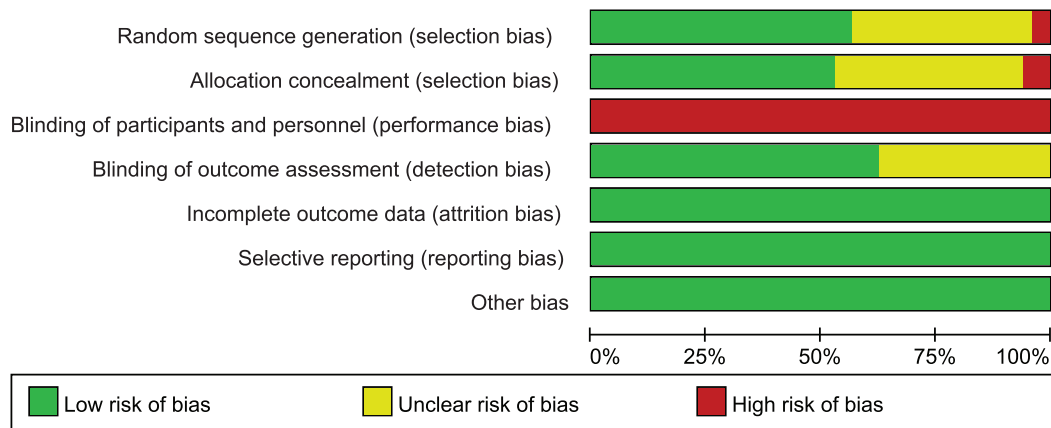 Random sequence generation (selection bias)
Allocation concealment (selection bias)
Blinding of participants and personnel (performance bias)
Blinding of outcome assessment (detection bias)
Incomplete outcome data (attrition bias)
Selective reporting (reporting bias)
Other bias
0% 25% 50% 75% 100%
Low risk of bias Unclear risk of bias High risk of bias